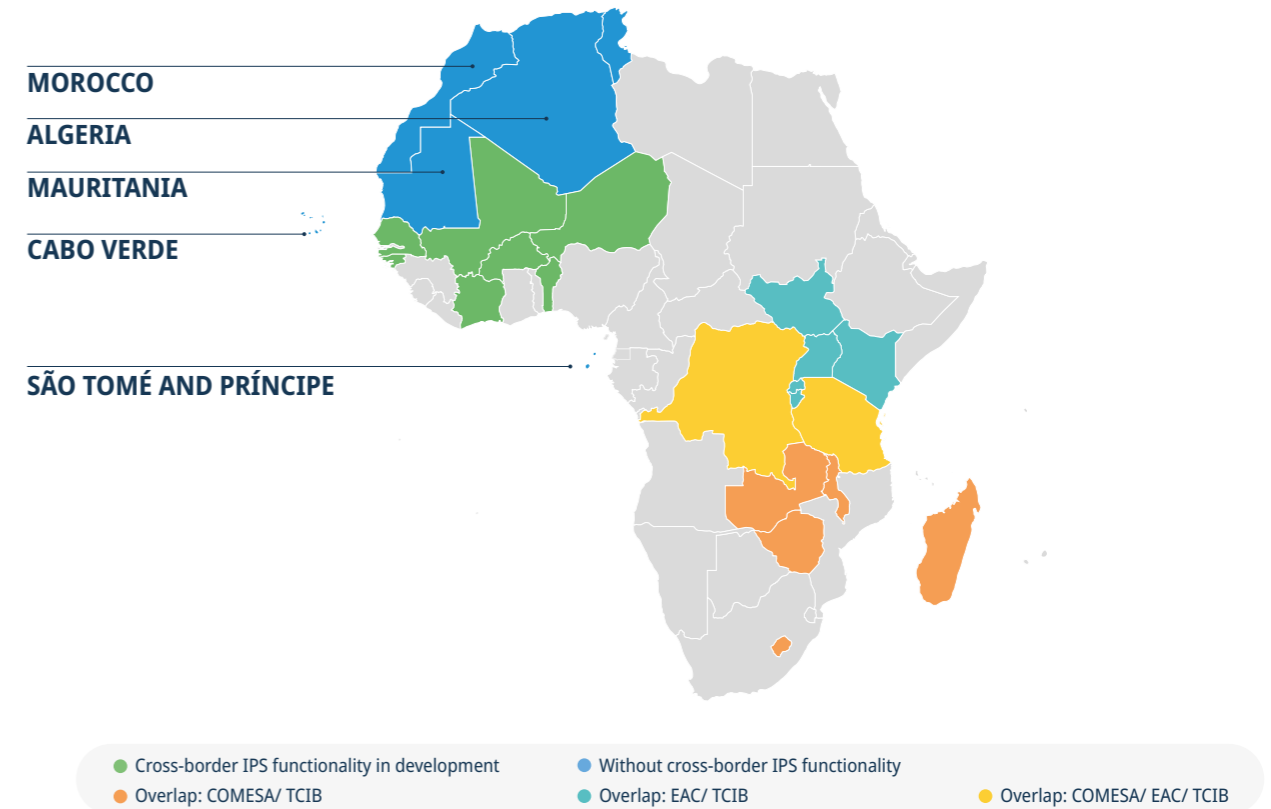 MOROCCO
ALGERIA
MAURITANIA
CABO VERDE
SÃO TOMÉ AND PRÍNCIPE
Cross-border IPS functionality in development
Without cross-border IPS functionality
Overlap: COMESA/ TCIB
Overlap: EAC/ TCIB
Overlap: COMESA/ EAC/ TCIB